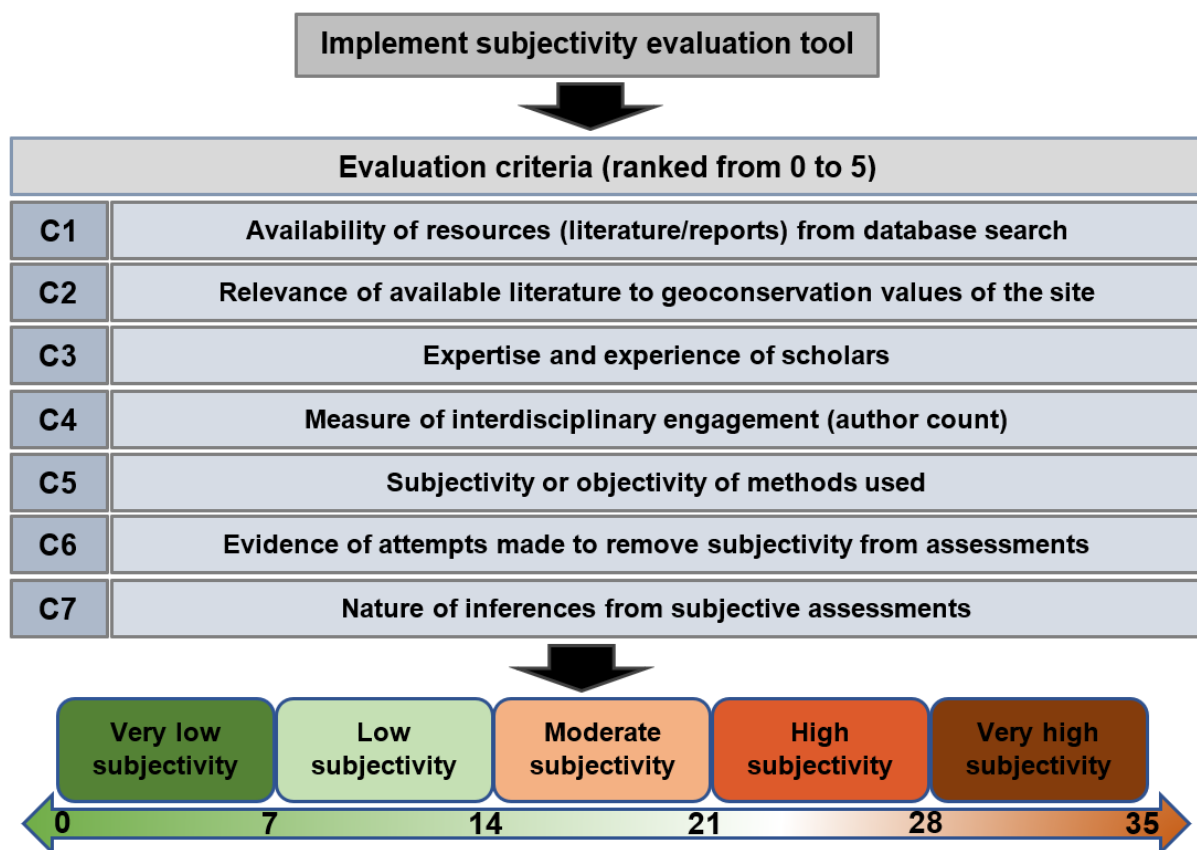 Implement subjectivity evaluation tool
Evaluation criteria (ranked from 0 to 5)
C1 Availability of resources (literature/reports) from database search
C2 Relevance of available literature to geoconservation values of the site
C3 Expertise and experience of scholars
C4 Measure of interdisciplinary engagement (author count)
C5 Subjectivity or objectivity of methods used
C6 Evidence of attempts made to remove subjectivity from assessments
C7 Nature of inferences from subjective assessments
Very low
subjectivity
Low
subjectivity
Moderate
subjectivity
High
subjectivity
Very high
subjectivity
0 7 14 21 28 35